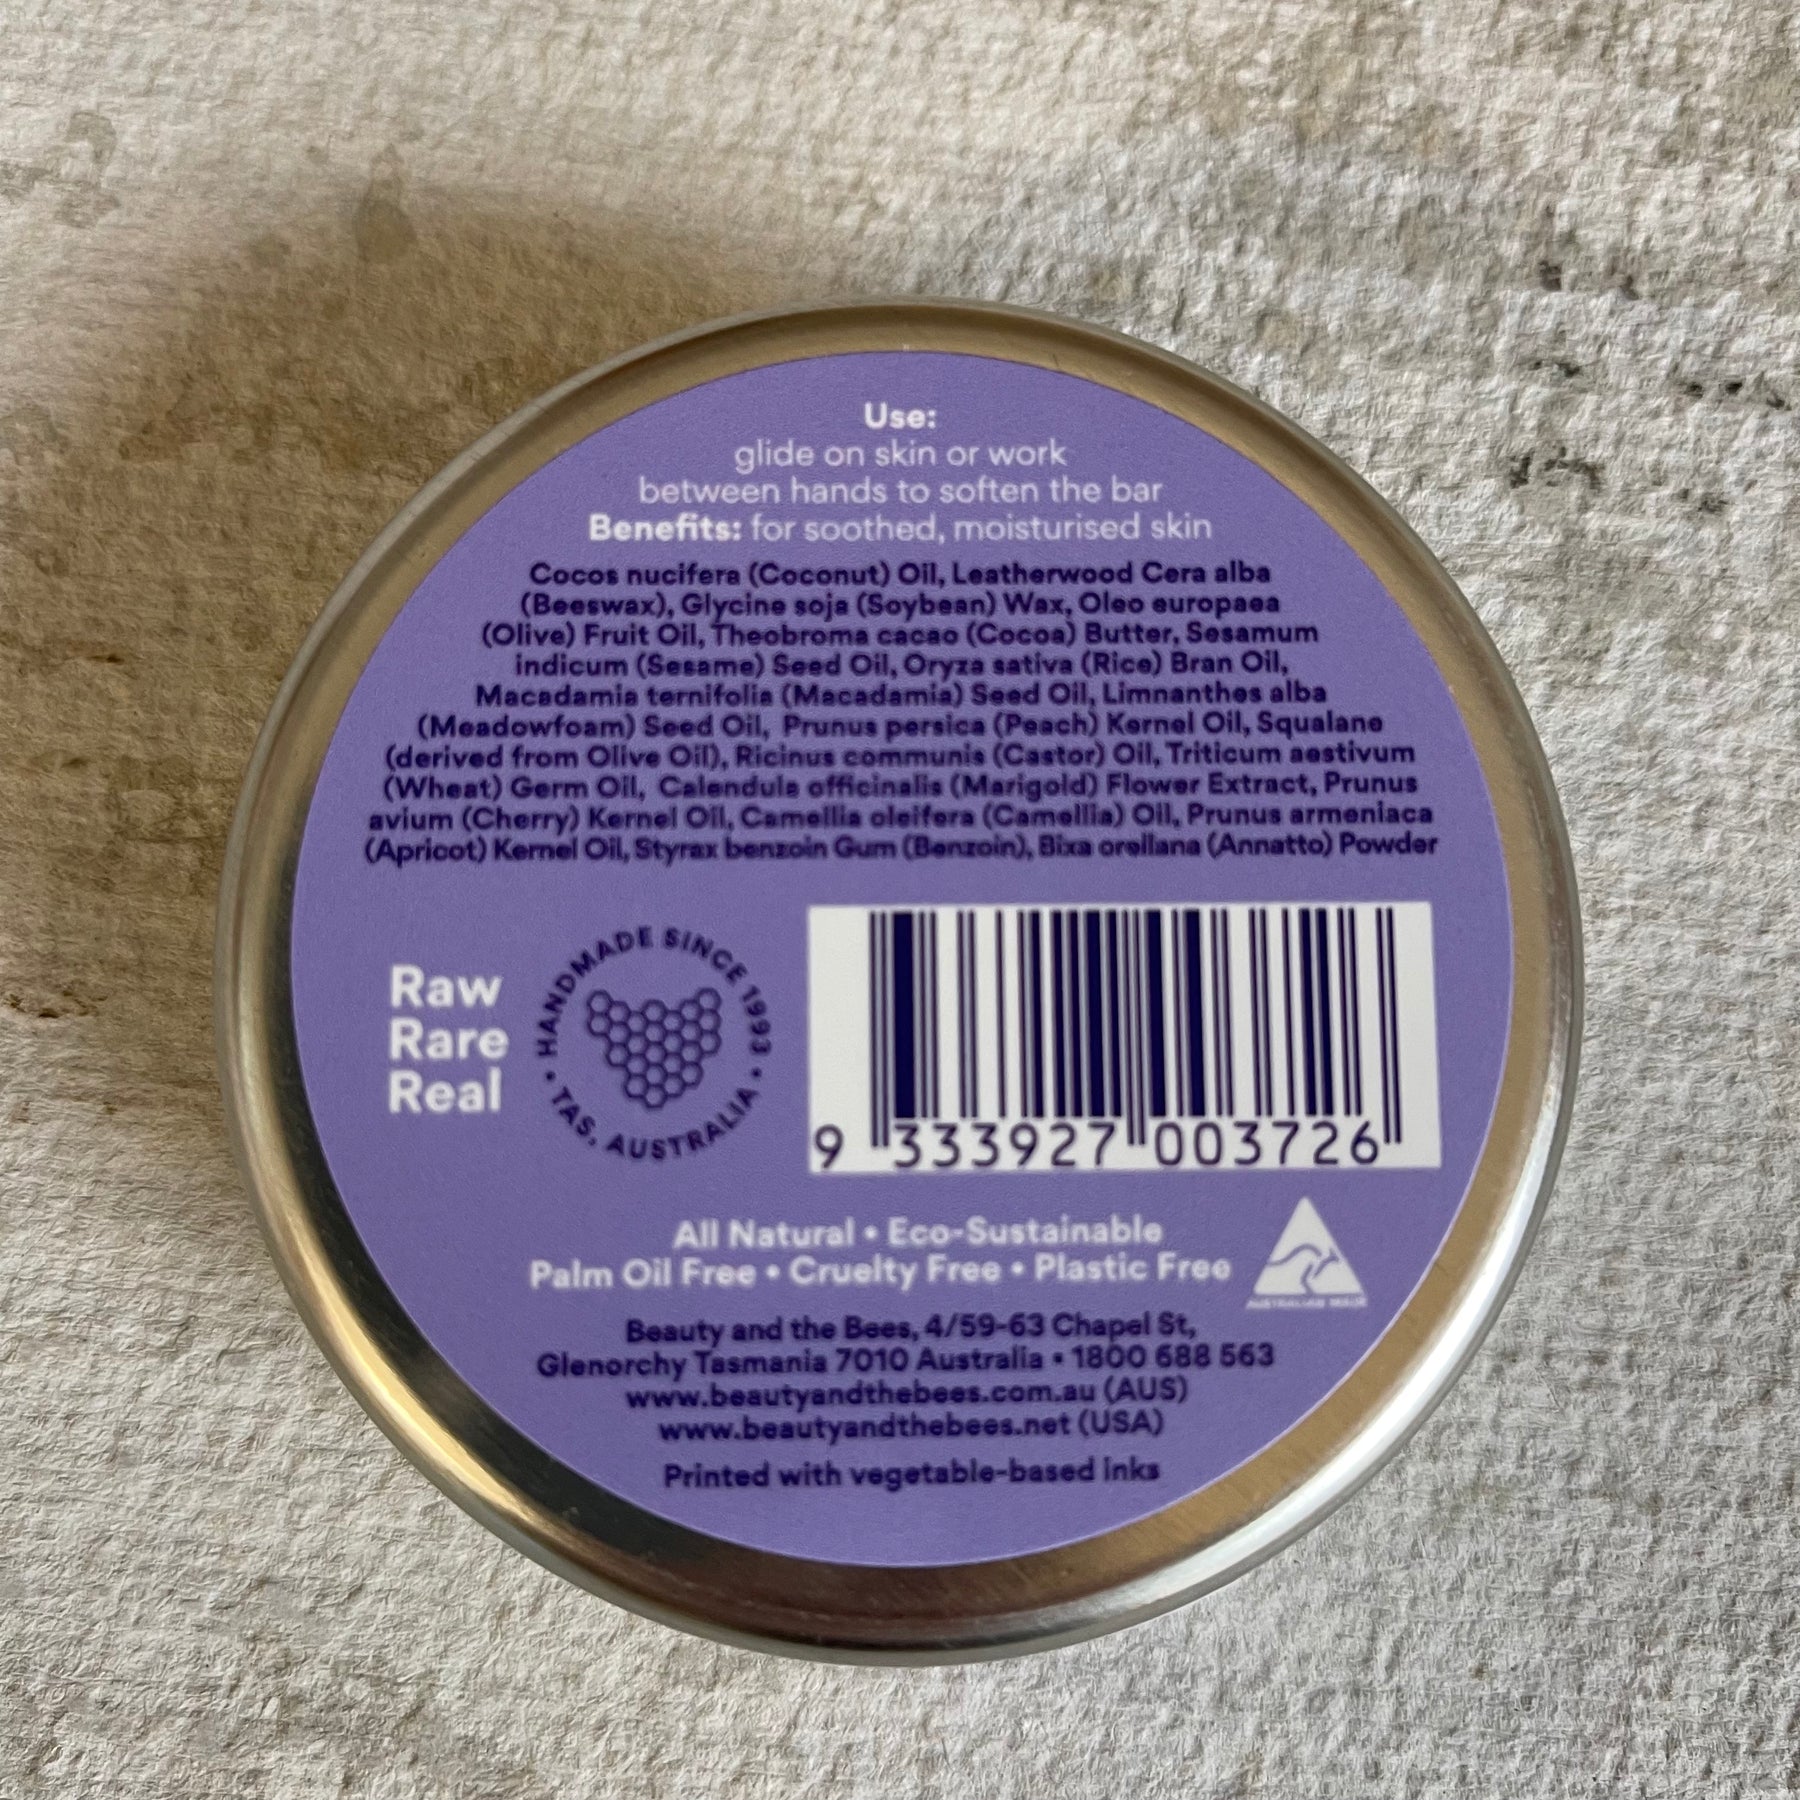 Use:
glide on skin or work
between hands to soften the bar
Benefits: for soothed, moisturised skin
Cocos nucifera (Coconut) Oil, Leatherwood Cera alba
(Beeswax), Glycine soja (Soybean) Wax, Oleo europaea
(Olive) Fruit Oil, Theobroma cacao (Cocoa) Butter, Sesamum
indicum (Sesame) Seed Oil, Oryza sativa (Rice) Bran Oil,
Macadamia ternifolia (Macadamia) Seed Oil, Limnanthes alba
(Meadowfoam) Seed Oil, Prunus persica (Peach) Kernel Oil, Squalane
(derived from Olive Oil), Ricinus communis (Castor) Oil, Triticum aestivum
(Wheat) Germ Oil, Calendula officinalis (Marigold) Flower Extract, Prunus
avium (Cherry) Kernel Oil, Camellia oleifera (Camellia) Oil, Prunus armeniaca
(Apricot) Kernel Oil, Styrax benzoin Gum (Benzoin), Bixa orellana (Annatto) Powder
Raw
Rare
Real
HANDMADE SINCE 1993
• TAS, AUSTRALIA •
9 333927 003726
All Natural • Eco-Sustainable
Palm Oil Free • Cruelty Free • Plastic Free
AUSTRALIAN MADE
Beauty and the Bees, 4/59-63 Chapel St,
Glenorchy Tasmania 7010 Australia • 1800 688 563
www.beautyandthebees.com.au (AUS)
www.beautyandthebees.net (USA)
Printed with vegetable-based inks